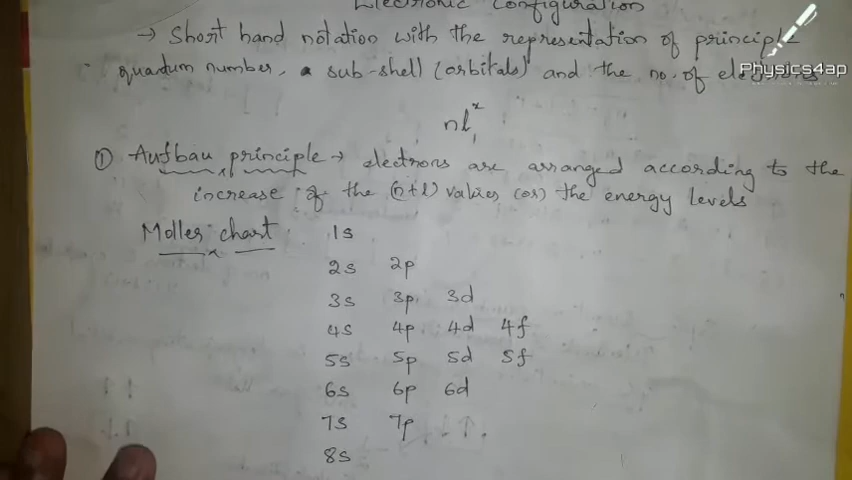 Electronic Configuration
→ Short hand notation with the representation of principle
quantum number, sub-shell (orbitals) and the no. of electrons
Physics4ap
nl^x
① Aufbau principle → electrons are arranged according to the
increase of the (n+l) values (or) the energy levels
Moller chart
1s
2s 2p
3s 3p 3d
4s 4p 4d 4f
5s 5p 5d 5f
6s 6p 6d
7s 7p
8s